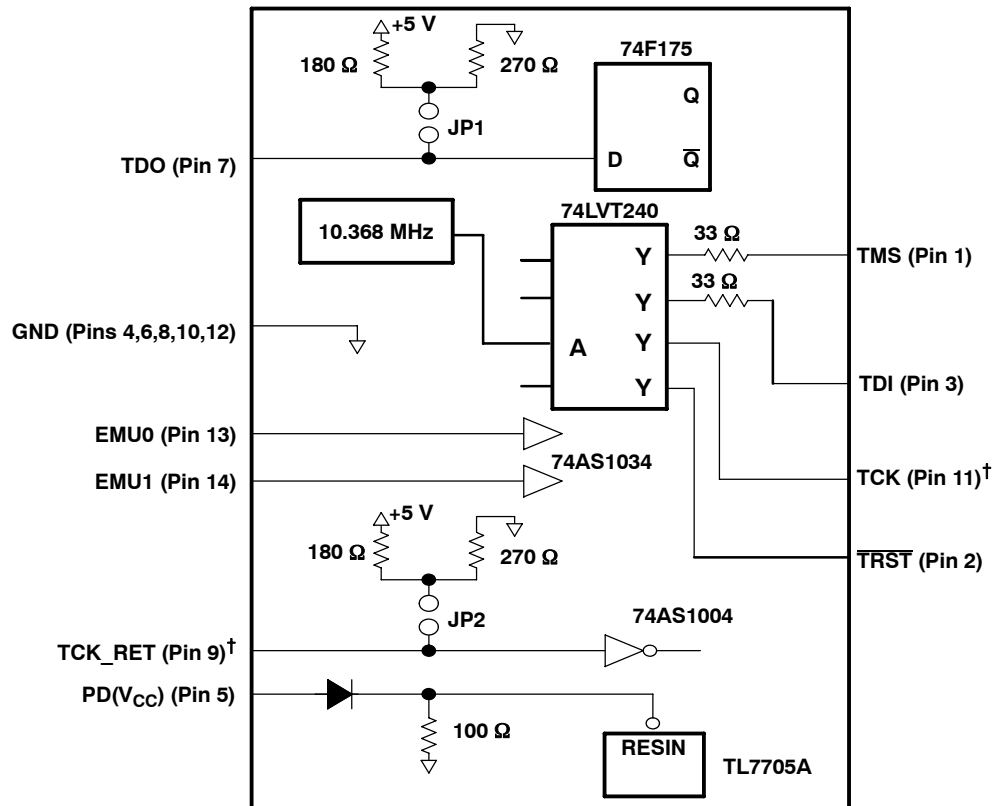 +5 V
180 Ω
270 Ω
JP1
74F175
Q
D
Q̅
TDO (Pin 7)
10.368 MHz
74LVT240
Y
Y
A
Y
Y
33 Ω
33 Ω
TMS (Pin 1)
TDI (Pin 3)
GND (Pins 4,6,8,10,12)
EMU0 (Pin 13)
74AS1034
EMU1 (Pin 14)
TCK (Pin 11)†
T̅R̅S̅T̅ (Pin 2)
+5 V
180 Ω
270 Ω
JP2
74AS1004
TCK_RET (Pin 9)†
PD(VCC) (Pin 5)
100 Ω
RESIN
TL7705A